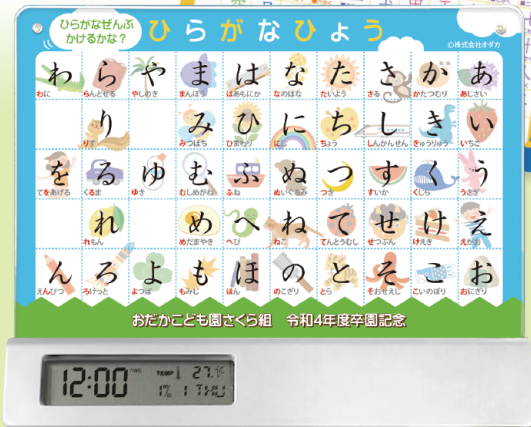 ひらがなぜんぶ
かけるかな？
ひらがなひょう
©株式会社オダカ
わ ら や ま は な た さ か あ
わに らんどせる やしのき まんぼう はあもにか なのはな たいよう さる かたつむり あじさい
り み ひ に ち し き い
りす みつばち ひまわり にじ ちょう しんかんせん きょうりゅう いちご
を る ゆ む ふ ぬ つ す く う
てをあげる くるま ゆき むしめがね ふね ぬいぐるみ つき すいか くじら うさぎ
れ め へ ね て せ け え
れもん めだまやき へび ねこ てんとうむし せつぶん けえき えがお
ん ろ よ も ほ の と そ こ お
えんぴつ ろけっと よつば もみじ ほん のこぎり とら そおせえじ こいのぼり おにぎり
おだかこども園さくら組 令和4年度卒園記念
12:00 TEMP